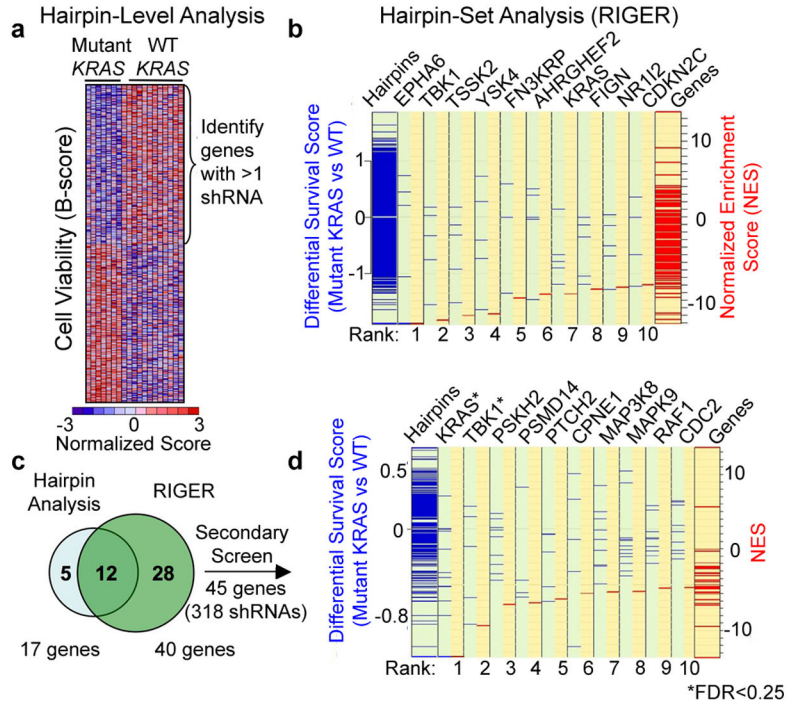 Hairpin-Level Analysis
a
Mutant WT
KRAS KRAS
Cell Viability (B-score)
Identify
genes
with >1
shRNA
-3 0 3
Normalized Score
Hairpin-Set Analysis (RIGER)
b
Hairpins EPHA6 TBK1 TSSK2 YSK4 FN3KRP AHRGHEF2 KRAS FIGN NR1I2 CDKN2C Genes
Differential Survival Score
(Mutant KRAS vs WT)
1
0
-1
10
0
-10
Normalized Enrichment
Score (NES)
Rank: 1 2 3 4 5 6 7 8 9 10
c
Hairpin
Analysis
RIGER
5 12 28
Secondary
Screen
45 genes
(318 shRNAs)
17 genes 40 genes
d
Hairpins KRAS* TBK1* PSKH2 PSMD14 PTCH2 CPNE1 MAP3K8 MAPK9 RAF1 CDC2 Genes
Differential Survival Score
(Mutant KRAS vs WT)
0.5
0
-0.8
10
0
-10
NES
Rank: 1 2 3 4 5 6 7 8 9 10
*FDR<0.25